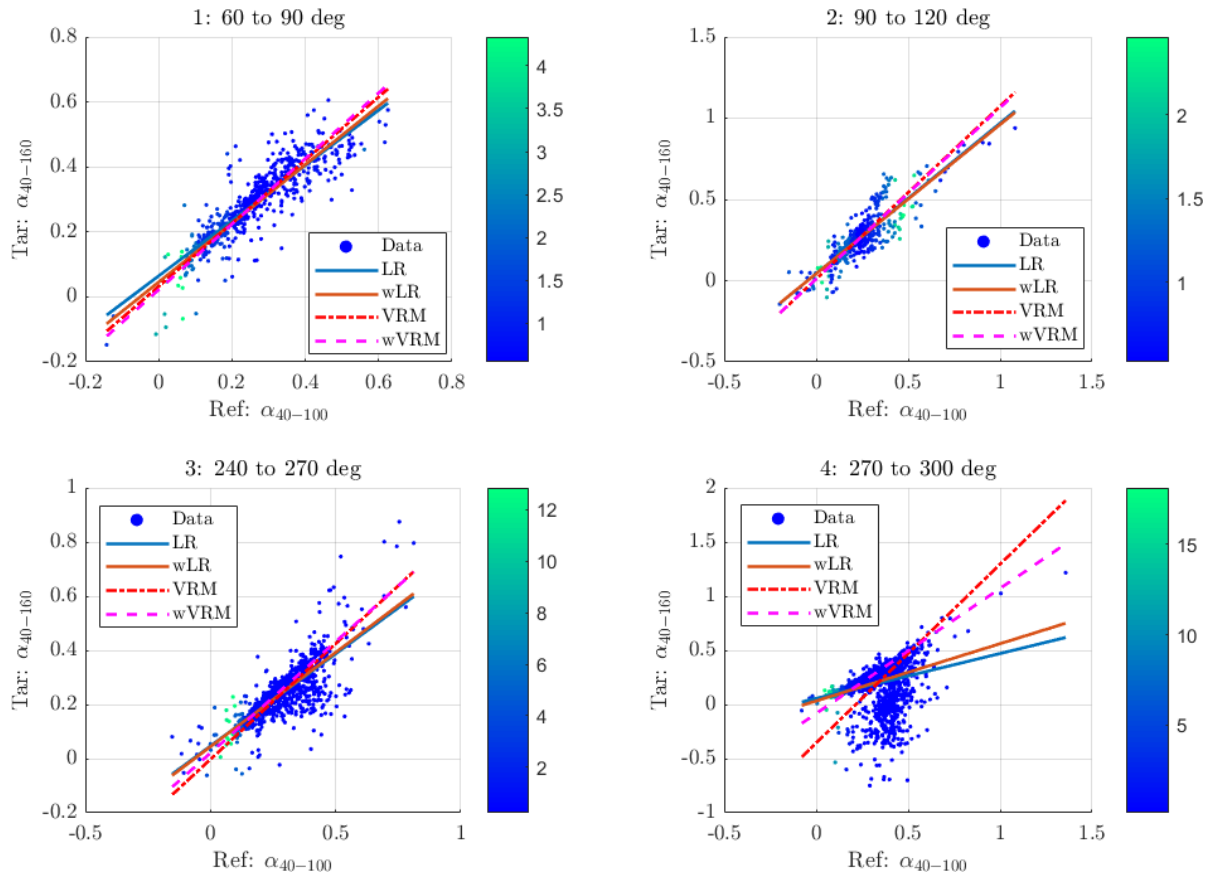 1: 60 to 90 deg
0.8
0.6
0.4
0.2
0
-0.2
-0.2
0
0.2
0.4
0.6
0.8
Tar: α40−160
Ref: α40−100
Data
LR
wLR
VRM
wVRM
4
3.5
3
2.5
2
1.5
1
2: 90 to 120 deg
1.5
1
0.5
0
-0.5
-0.5
0
0.5
1
1.5
Tar: α40−160
Ref: α40−100
Data
LR
wLR
VRM
wVRM
2
1.5
1
3: 240 to 270 deg
1
0.8
0.6
0.4
0.2
0
-0.2
-0.5
0
0.5
1
Tar: α40−160
Ref: α40−100
Data
LR
wLR
VRM
wVRM
12
10
8
6
4
2
4: 270 to 300 deg
2
1.5
1
0.5
0
-0.5
-1
-0.5
0
0.5
1
1.5
Tar: α40−160
Ref: α40−100
Data
LR
wLR
VRM
wVRM
15
10
5